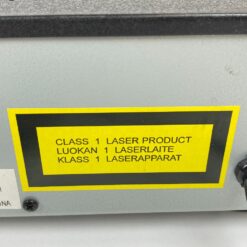 CLASS 1 LASER PRODUCT
LUOKAN 1 LASERLAITE
KLASS 1 LASERAPPARAT